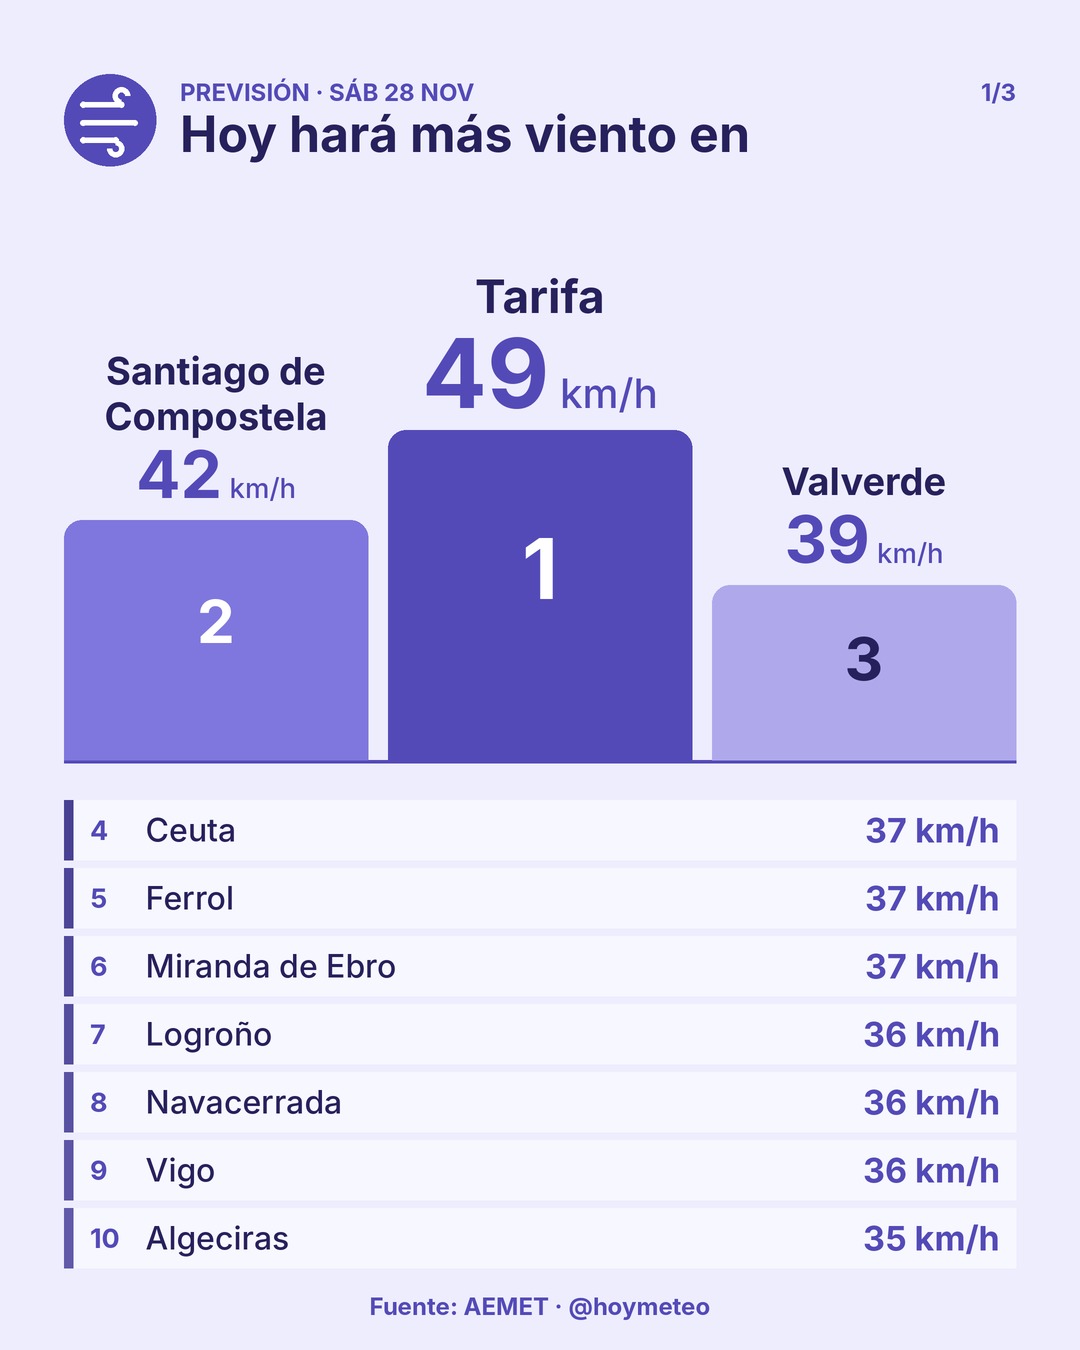 PREVISIÓN · SÁB 28 NOV
1/3
Hoy hará más viento en
Tarifa
49 km/h
Santiago de
Compostela
42 km/h
Valverde
39 km/h
1
2
3
4 Ceuta 37 km/h
5 Ferrol 37 km/h
6 Miranda de Ebro 37 km/h
7 Logroño 36 km/h
8 Navacerrada 36 km/h
9 Vigo 36 km/h
10 Algeciras 35 km/h
Fuente: AEMET · @hoymeteo